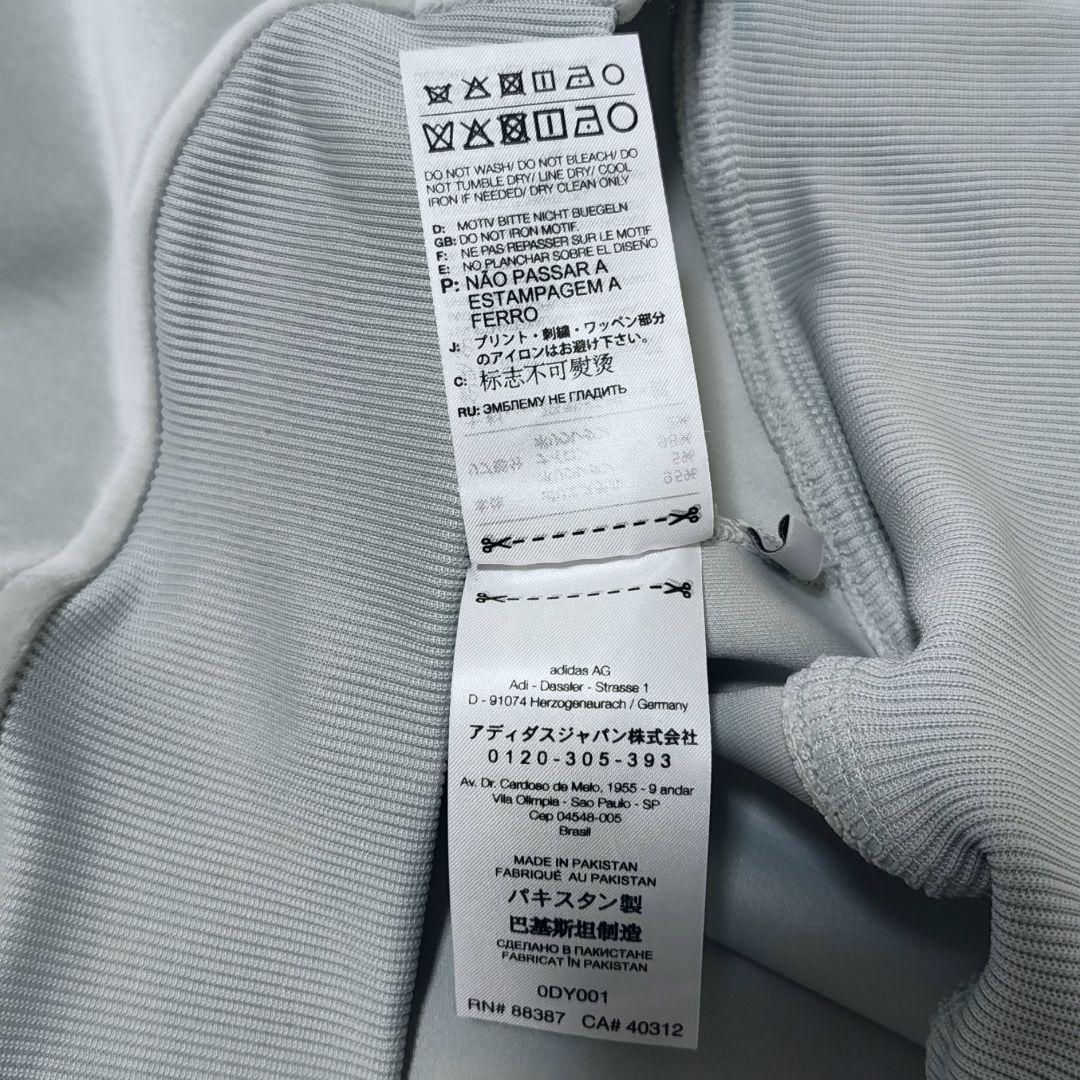 DO NOT WASH/ DO NOT BLEACH/ DO
NOT TUMBLE DRY/ LINE DRY/ COOL
IRON IF NEEDED/ DRY CLEAN ONLY
D: MOTIV BITTE NICHT BUEGELN
GB: DO NOT IRON MOTIF.
F: NE PAS REPASSER SUR LE MOTIF
E: NO PLANCHAR SOBRE EL DISEÑO
P: NÃO PASSAR A
ESTAMPAGEM A
FERRO
J: プリント・刺繍・ワッペン部分
のアイロンはお避け下さい。
C: 标志不可熨烫
RU: ЭМБЛЕМУ НЕ ГЛАДИТЬ
adidas AG
Adi - Dassler - Strasse 1
D - 91074 Herzogenaurach / Germany
アディダスジャパン株式会社
0120-305-393
Av. Dr. Cardoso de Melo, 1955 - 9 andar
Vila Olimpia - Sao Paulo - SP
Cep 04548-005
Brasil
MADE IN PAKISTAN
FABRIQUÉ AU PAKISTAN
パキスタン製
巴基斯坦制造
СДЕЛАНО В ПАКИСТАНЕ
FABRICAT ÎN PAKISTAN
0DY001
RN# 88387 CA# 40312